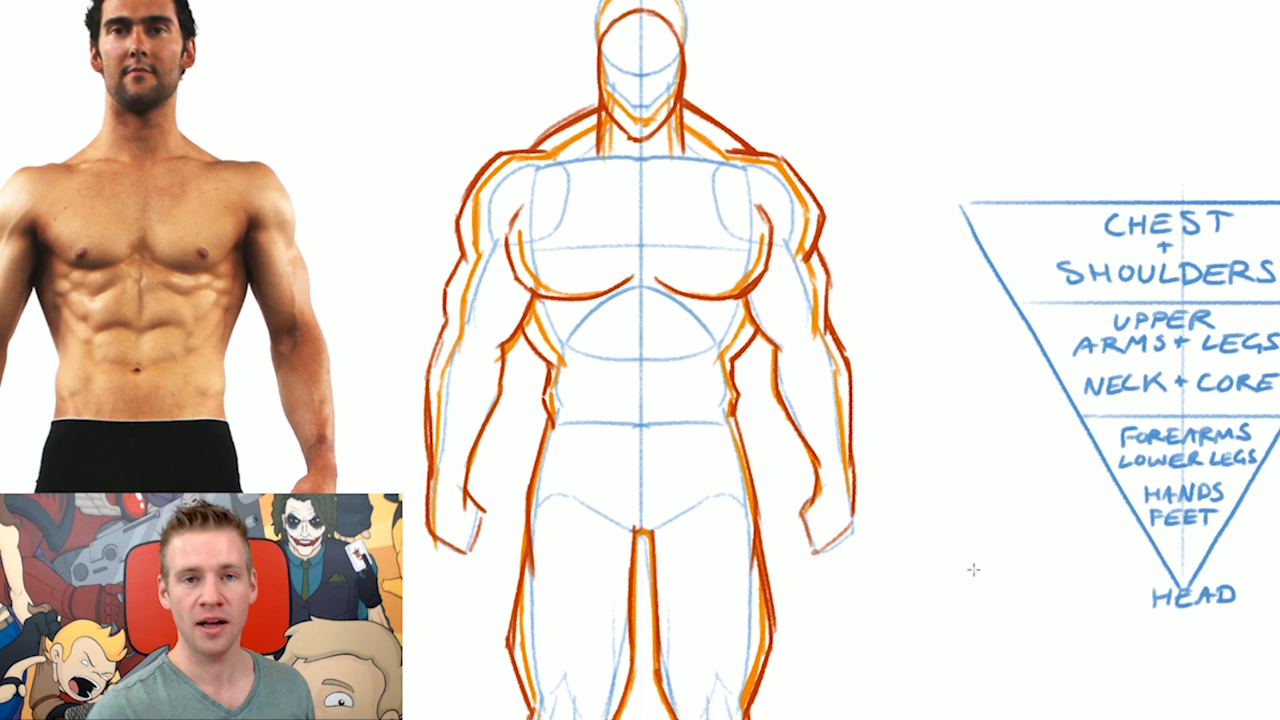 CHEST
+
SHOULDERS
UPPER
ARMS + LEGS
NECK + CORE
FOREARMS
LOWER LEGS
HANDS
FEET
HEAD